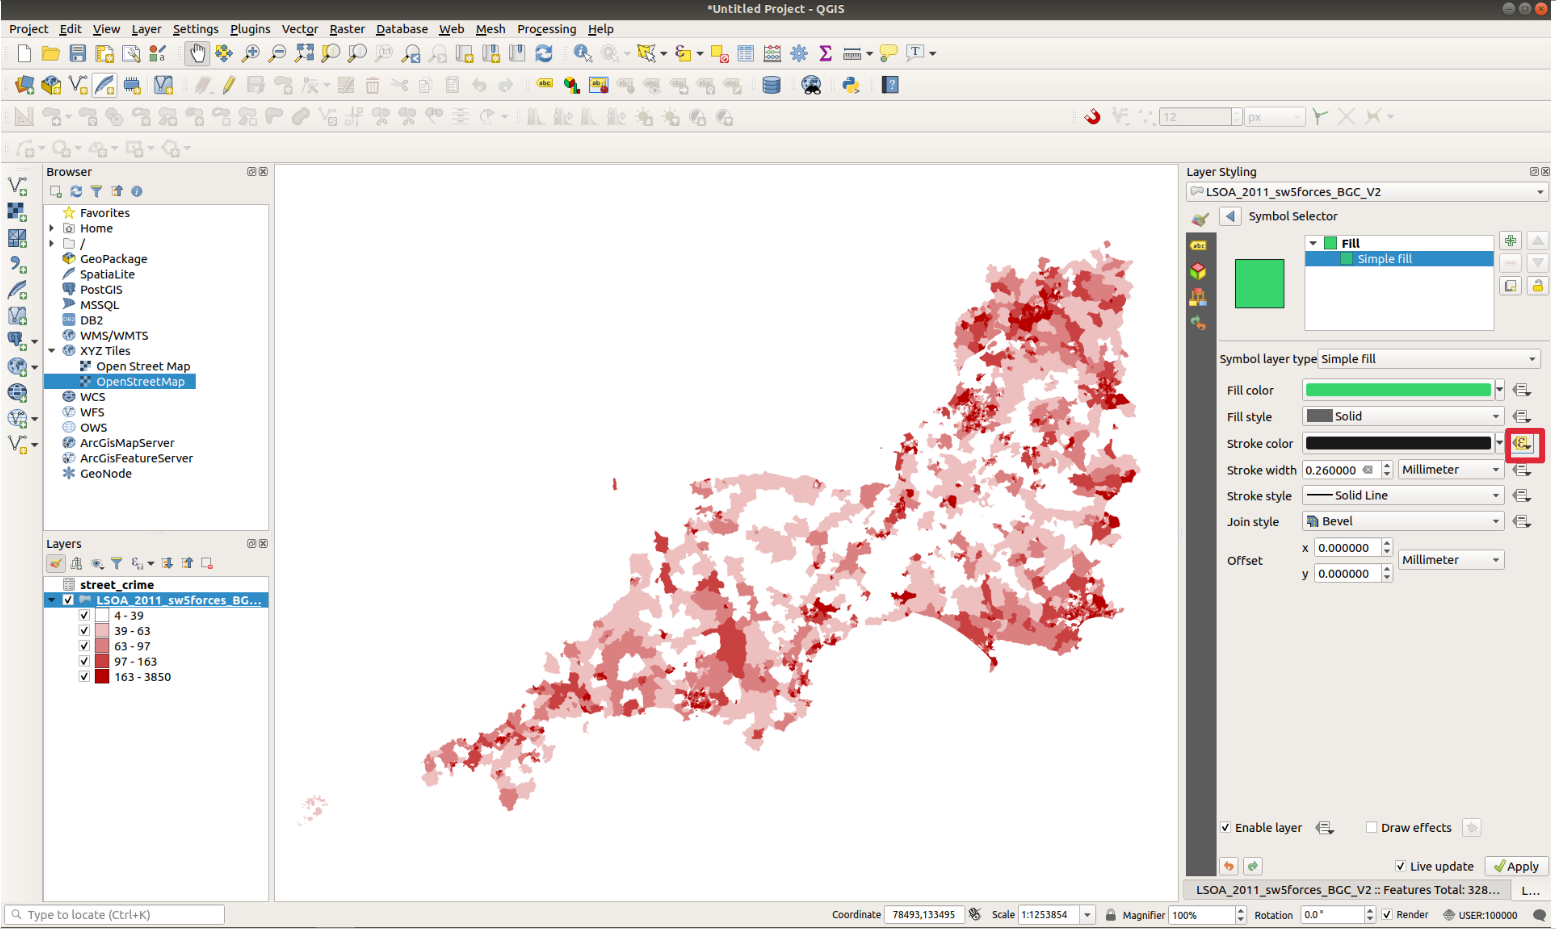 *Untitled Project - QGIS
Project Edit View Layer Settings Plugins Vector Raster Database Web Mesh Processing Help
12 px
Browser
Favorites
Home
/
GeoPackage
SpatiaLite
PostGIS
MSSQL
DB2
WMS/WMTS
XYZ Tiles
Open Street Map
OpenStreetMap
WCS
WFS
OWS
ArcGisMapServer
ArcGisFeatureServer
GeoNode
Layers
street_crime
LSOA_2011_sw5forces_BG...
4 - 39
39 - 63
63 - 97
97 - 163
163 - 3850
Layer Styling
LSOA_2011_sw5forces_BGC_V2
Symbol Selector
Fill
Simple fill
Symbol layer type Simple fill
Fill color
Fill style Solid
Stroke color
Stroke width 0.260000 Millimeter
Stroke style Solid Line
Join style Bevel
Offset x 0.000000 Millimeter
y 0.000000
Enable layer Draw effects
Live update Apply
LSOA_2011_sw5forces_BGC_V2 :: Features Total: 328... L...
Type to locate (Ctrl+K) Coordinate 78493,133495 Scale 1:1253854 Magnifier 100% Rotation 0.0 ° Render USER:100000